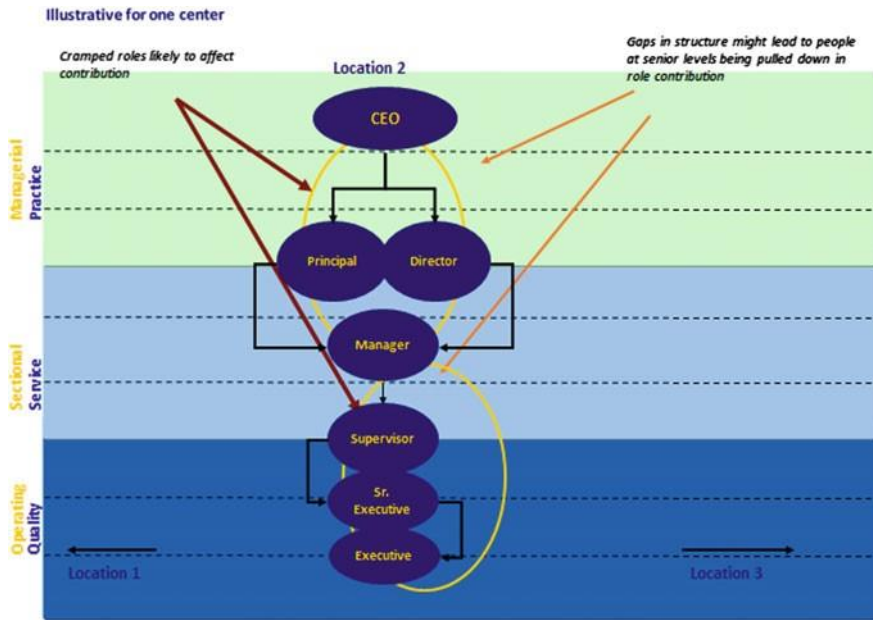 Illustrative for one center
Cramped roles likely to affect
contribution
Location 2
Gaps in structure might lead to people
at senior levels being pulled down in
role contribution
CEO
Managerial
Practice
Principal
Director
Manager
Sectional
Service
Supervisor
Sr.
Executive
Operating
Quality
Executive
Location 1
Location 3